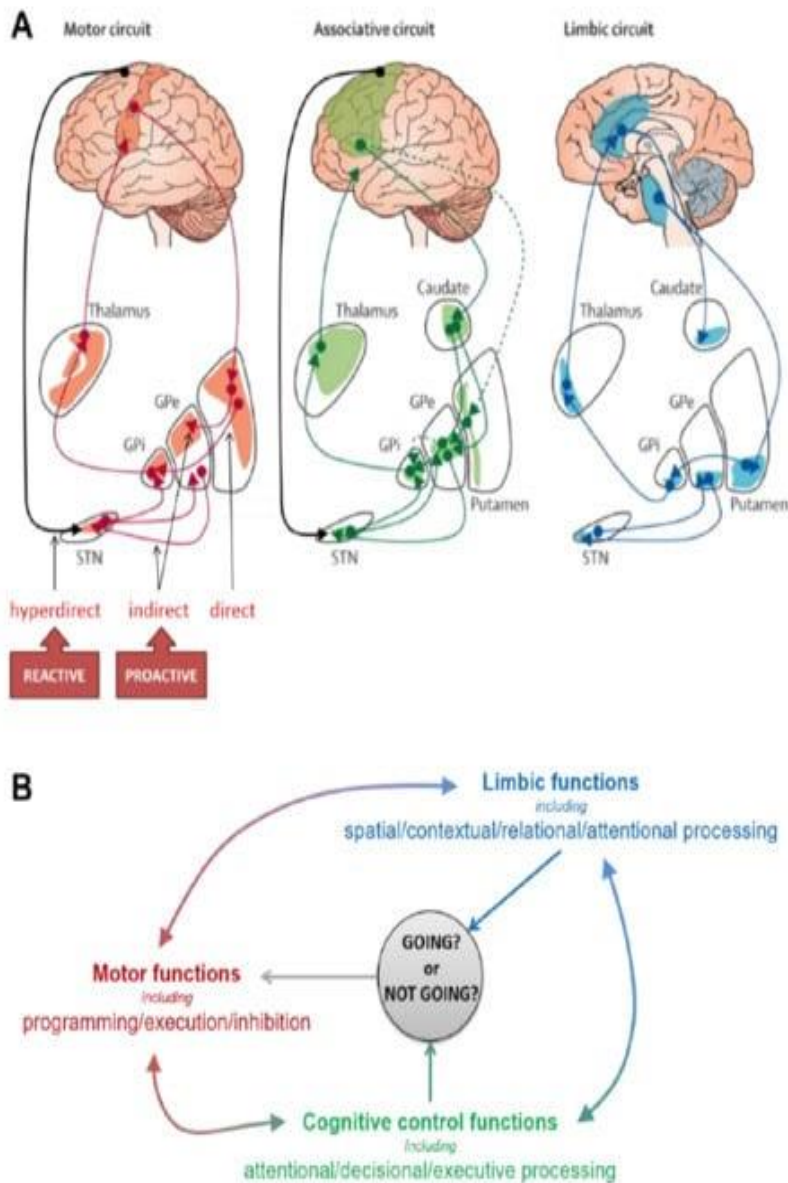 A
Motor circuit
Associative circuit
Limbic circuit
Thalamus
GPe
GPi
STN
hyperdirect
indirect
direct
REACTIVE
PROACTIVE
Thalamus
Caudate
GPe
GPi
Putamen
STN
Thalamus
Caudate
GPe
GPi
Putamen
STN
B
Limbic functions
including
spatial/contextual/relational/attentional processing
GOING?
or
NOT GOING?
Motor functions
including
programming/execution/inhibition
Cognitive control functions
Including
attentional/decisional/executive processing